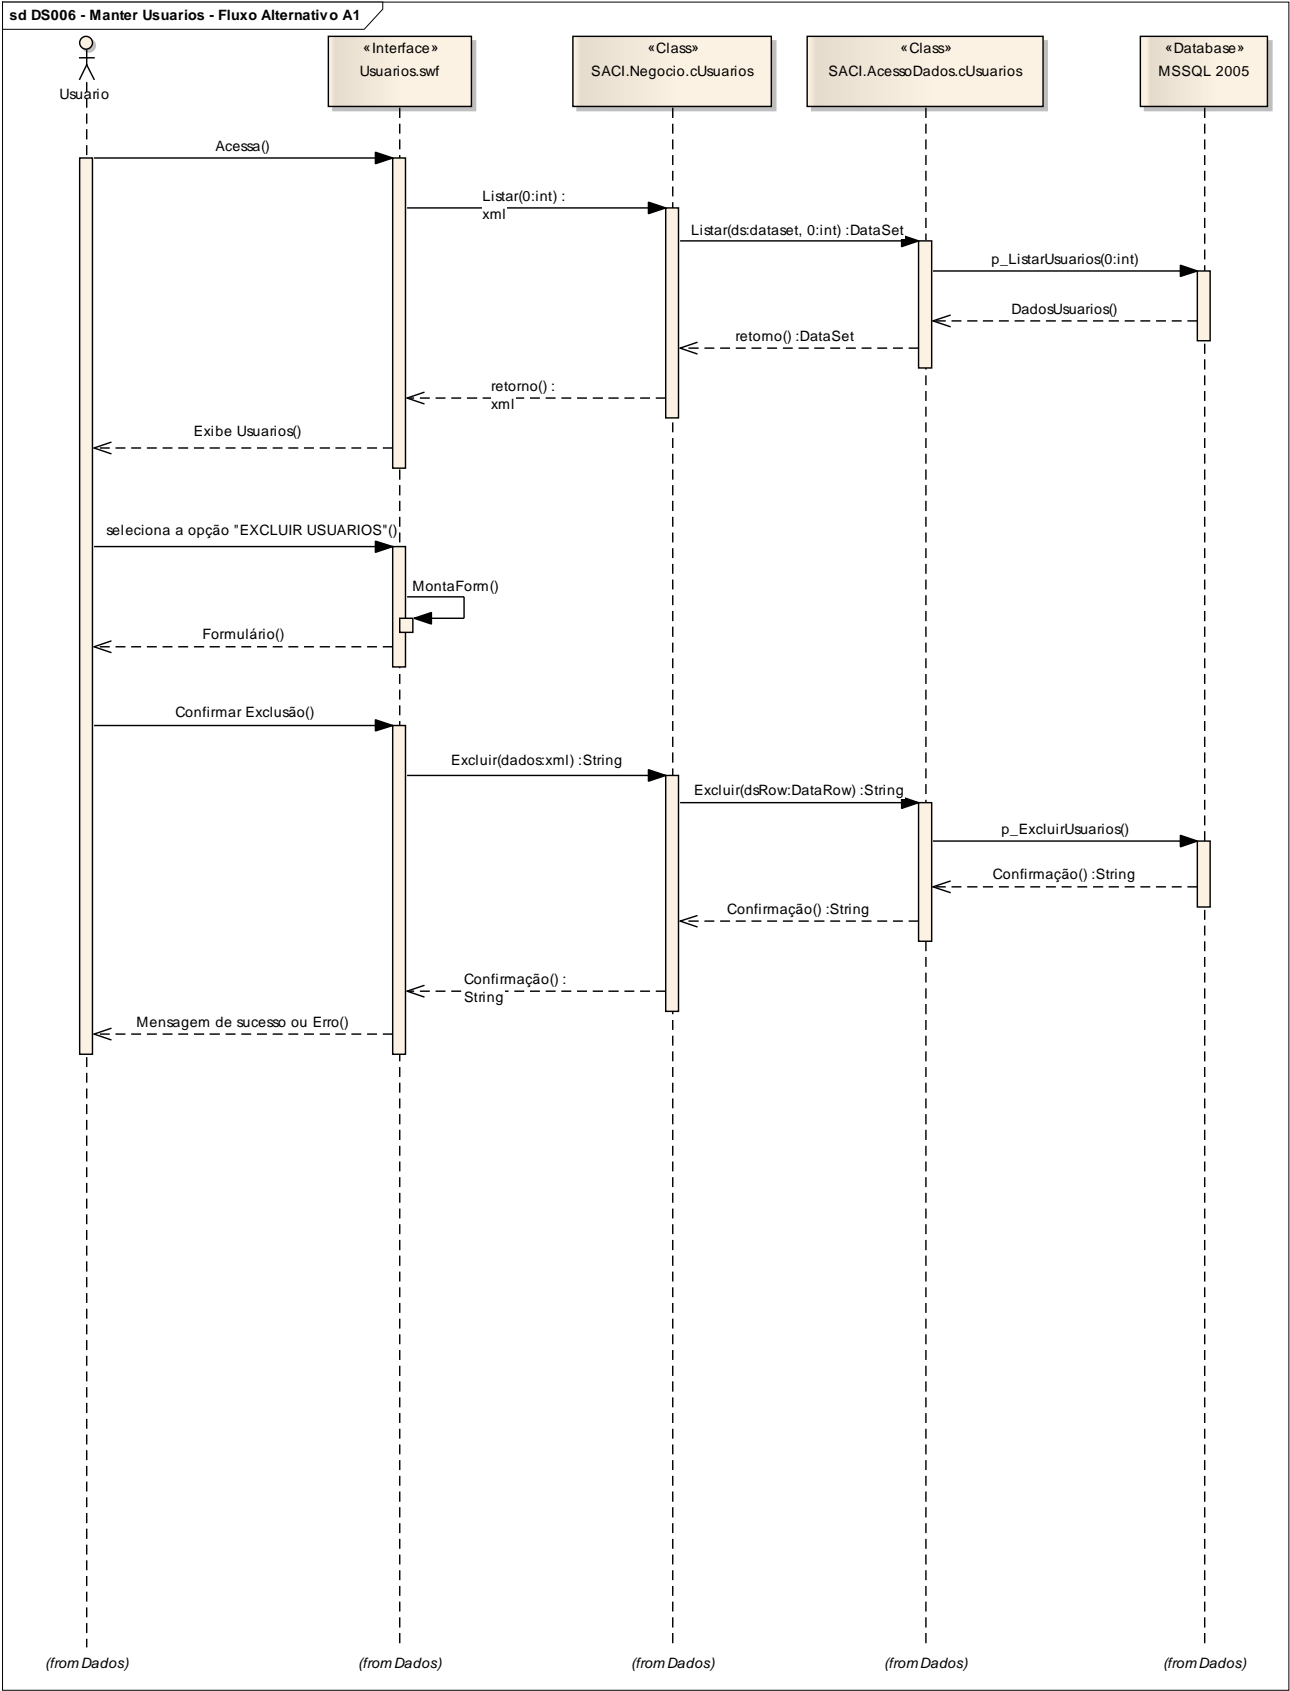 sd DS006 - Manter Usuarios - Fluxo Alternativo A1
Usuario
«Interface»
Usuarios.swf
«Class»
SACI.Negocio.cUsuarios
«Class»
SACI.AcessoDados.cUsuarios
«Database»
MSSQL 2005
Acessa()
Listar(0:int) :
xml
Listar(ds:dataset, 0:int) :DataSet
p_ListarUsuarios(0:int)
DadosUsuarios()
retorno() :DataSet
retorno() :
xml
Exibe Usuarios()
seleciona a opção "EXCLUIR USUARIOS"()
MontaForm()
Formulário()
Confirmar Exclusão()
Excluir(dados:xml) :String
Excluir(dsRow:DataRow) :String
p_ExcluirUsuarios()
Confirmação() :String
Confirmação() :String
Confirmação() :
String
Mensagem de sucesso ou Erro()
(from Dados)
(from Dados)
(from Dados)
(from Dados)
(from Dados)